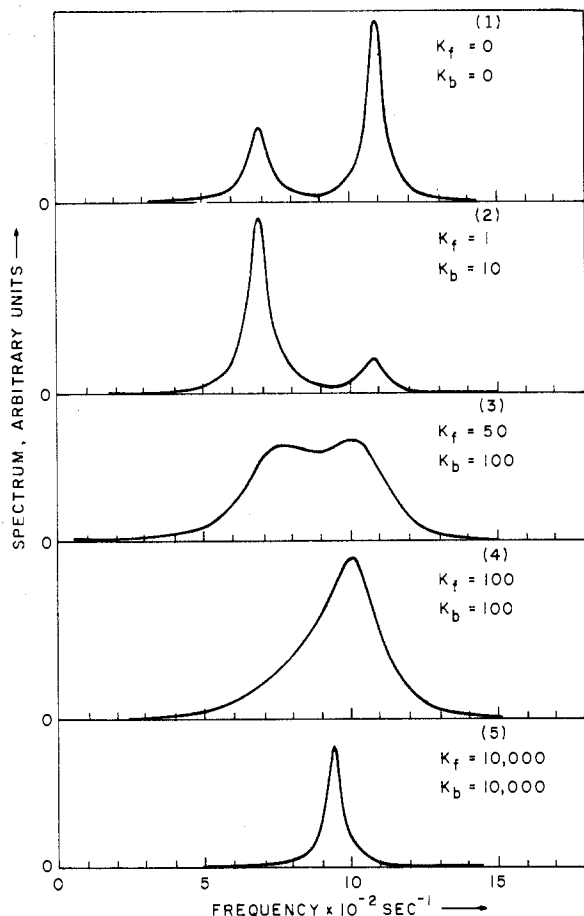 (1)
K_f = 0
K_b = 0
0
(2)
K_f = 1
K_b = 10
0
(3)
K_f = 50
K_b = 100
0
(4)
K_f = 100
K_b = 100
0
(5)
K_f = 10,000
K_b = 10,000
0
SPECTRUM, ARBITRARY UNITS →
0 5 10 15
FREQUENCY × 10⁻² SEC⁻¹ →